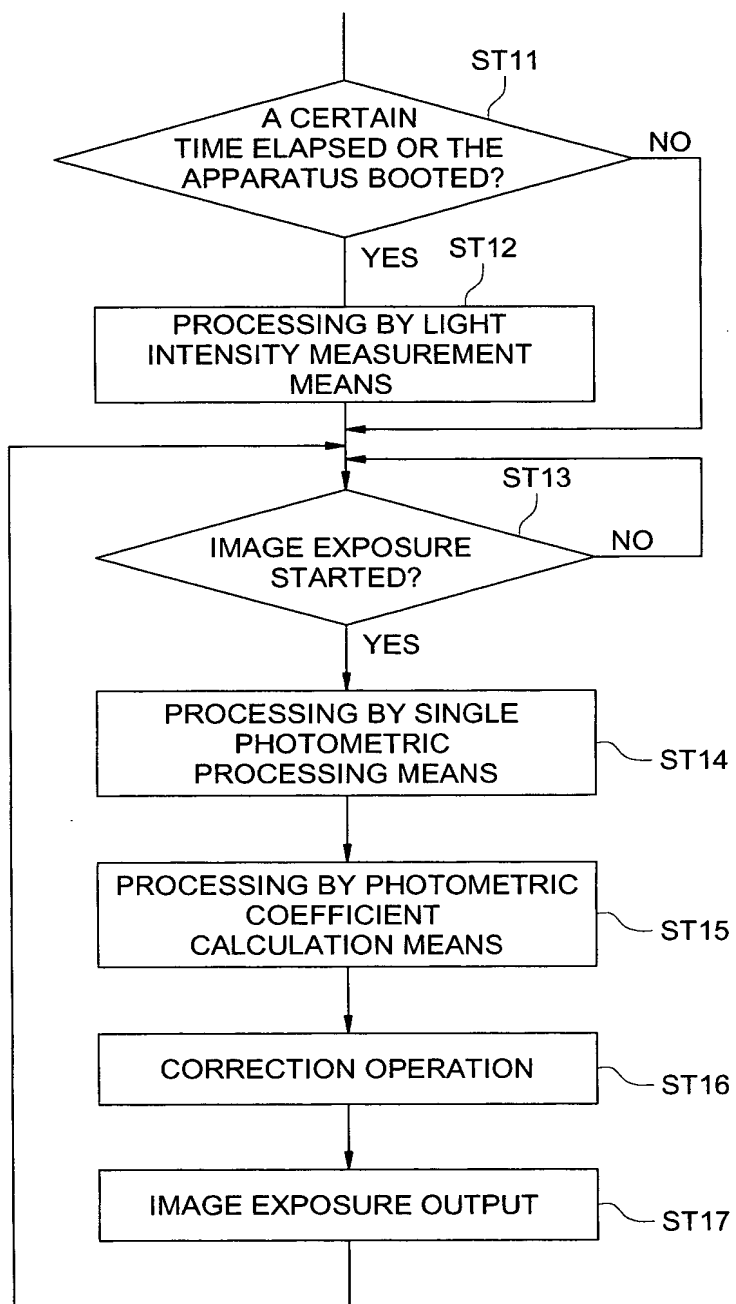 ST11
A CERTAIN
TIME ELAPSED OR THE
APPARATUS BOOTED?
NO
YES
ST12
PROCESSING BY LIGHT
INTENSITY MEASUREMENT
MEANS
ST13
IMAGE EXPOSURE
STARTED?
NO
YES
PROCESSING BY SINGLE
PHOTOMETRIC
PROCESSING MEANS
ST14
PROCESSING BY PHOTOMETRIC
COEFFICIENT
CALCULATION MEANS
ST15
CORRECTION OPERATION
ST16
IMAGE EXPOSURE OUTPUT
ST17